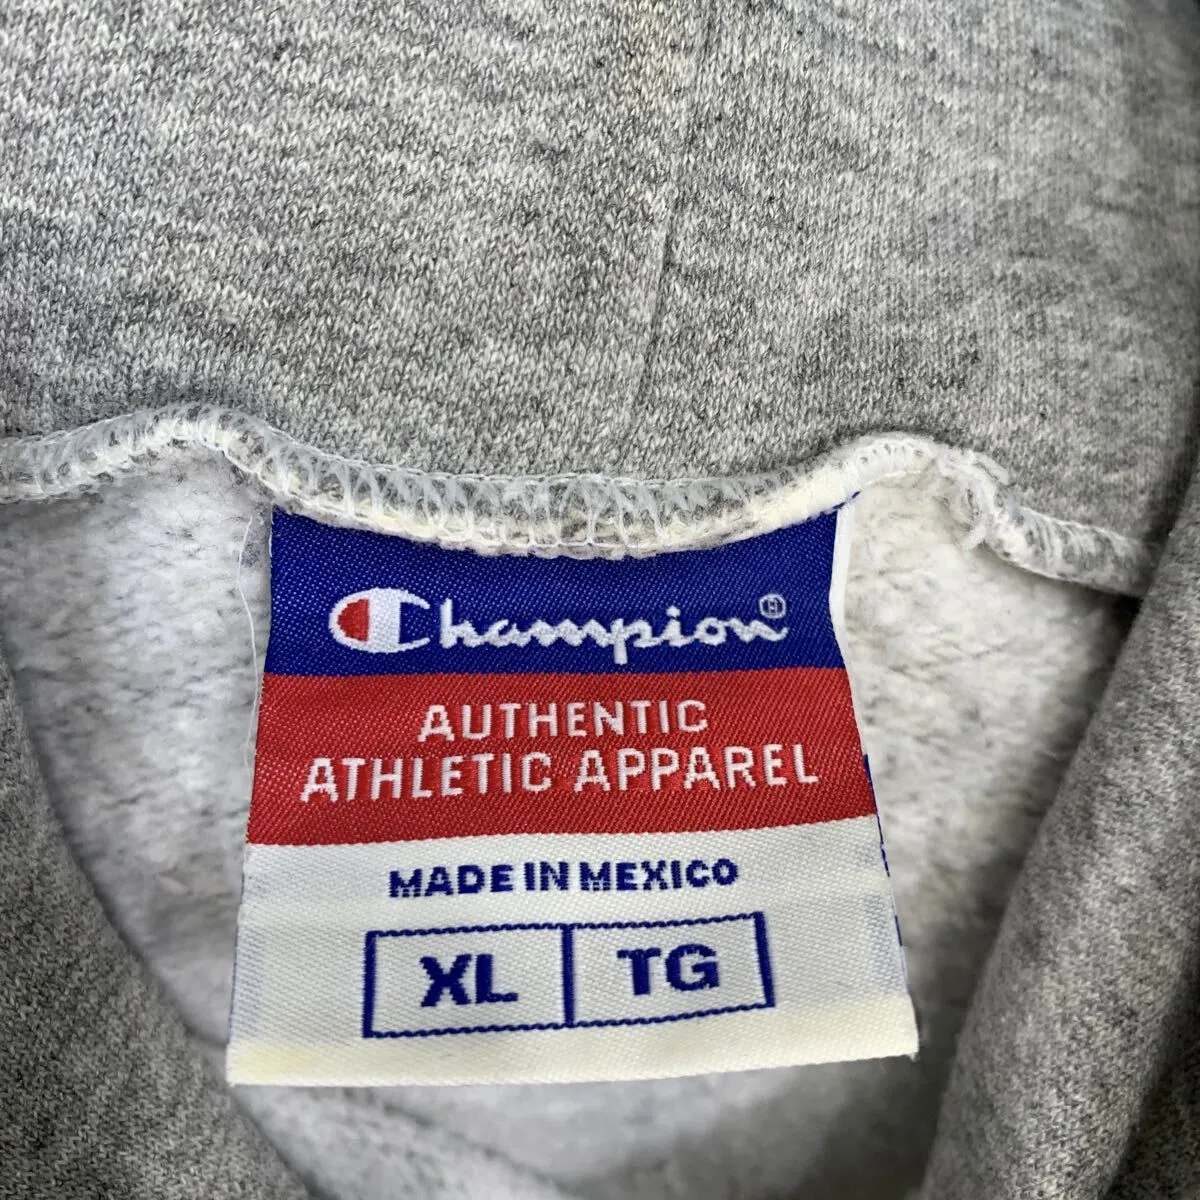 Champion®
AUTHENTIC
ATHLETIC APPAREL
MADE IN MEXICO
XL TG